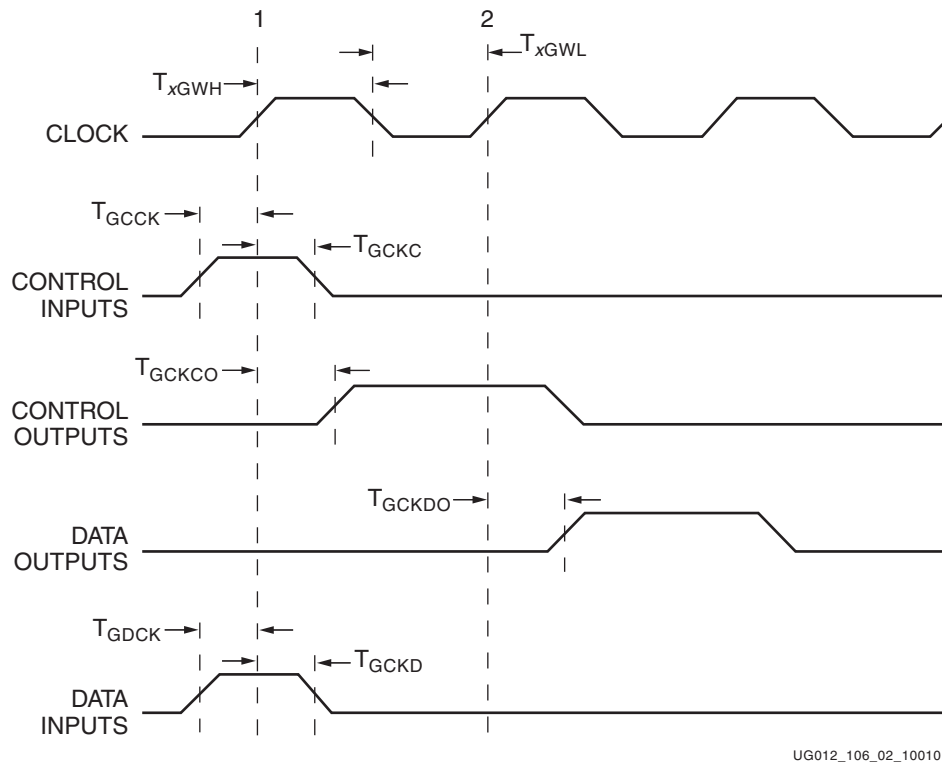 1
2
TxGWL
TxGWH
CLOCK
TGCCK
TGCKC
CONTROL
INPUTS
TGCKCO
CONTROL
OUTPUTS
TGCKDO
DATA
OUTPUTS
TGDCK
TGCKD
DATA
INPUTS
UG012_106_02_10010